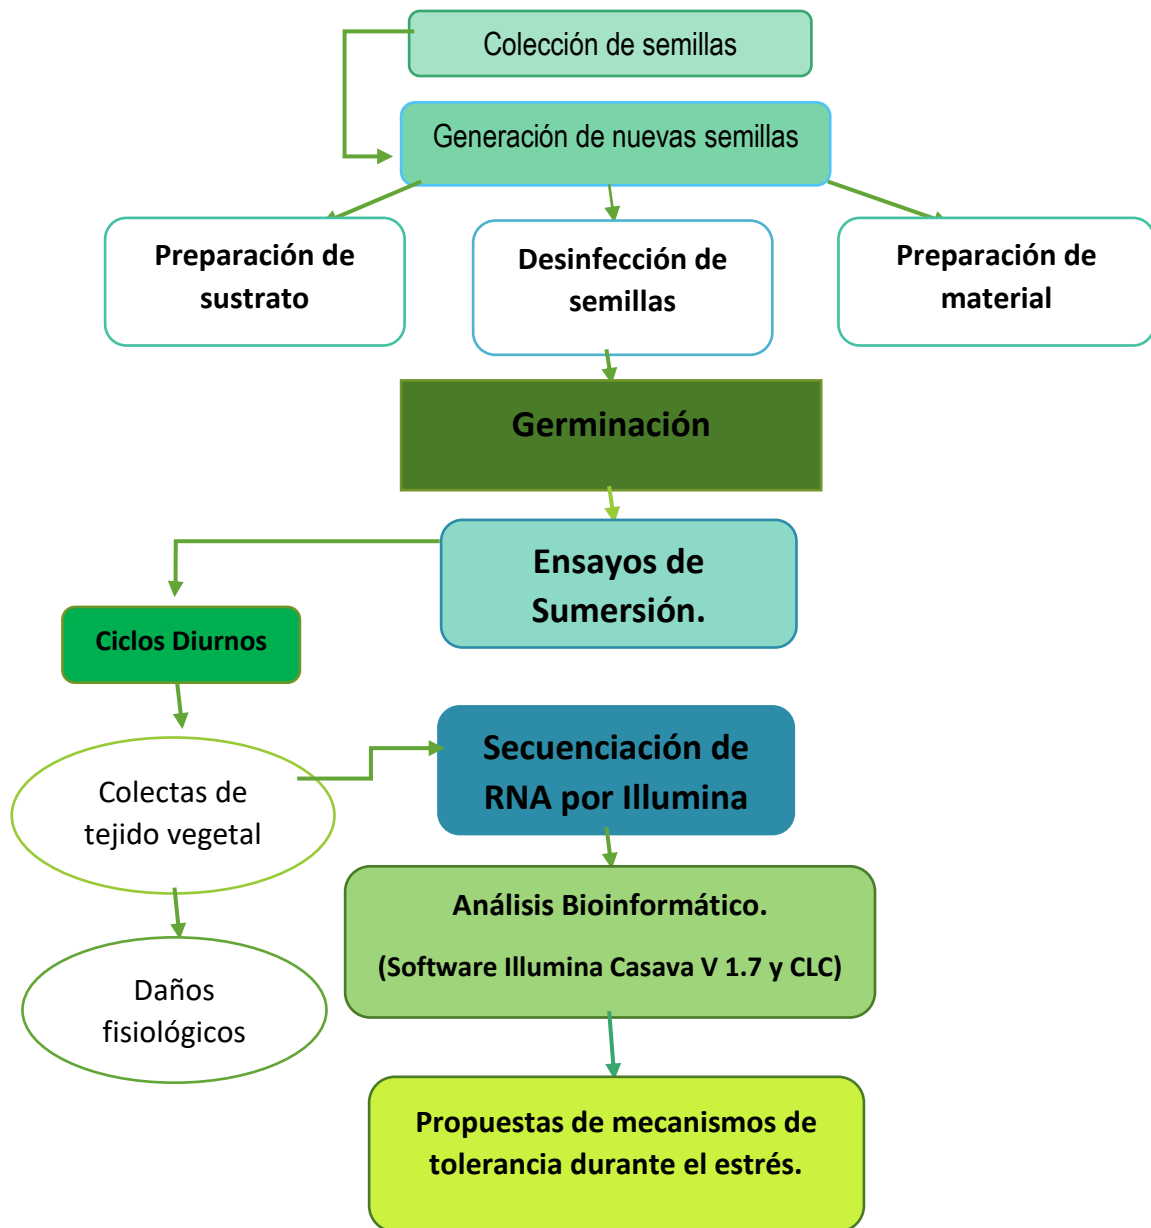 Colección de semillas
Generación de nuevas semillas
Preparación de
sustrato
Desinfección de
semillas
Preparación de
material
Germinación
Ensayos de
Sumersión.
Ciclos Diurnos
Colectas de
tejido vegetal
Secuenciación de
RNA por Illumina
Análisis Bioinformático.
(Software Illumina Casava V 1.7 y CLC)
Daños
fisiológicos
Propuestas de mecanismos de
tolerancia durante el estrés.